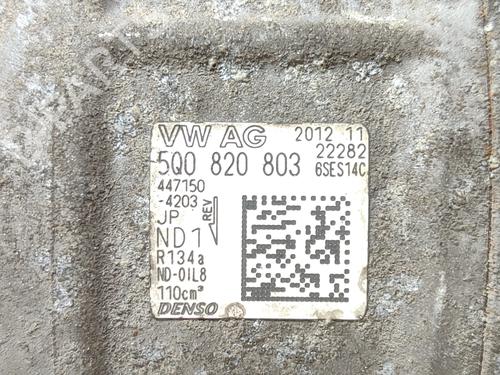 VW AG 2012 11
22282
5Q0 820 803 6SES14C
447150
-4203
JP REV
ND1
R134a
ND-OIL8
110cm³
DENSO